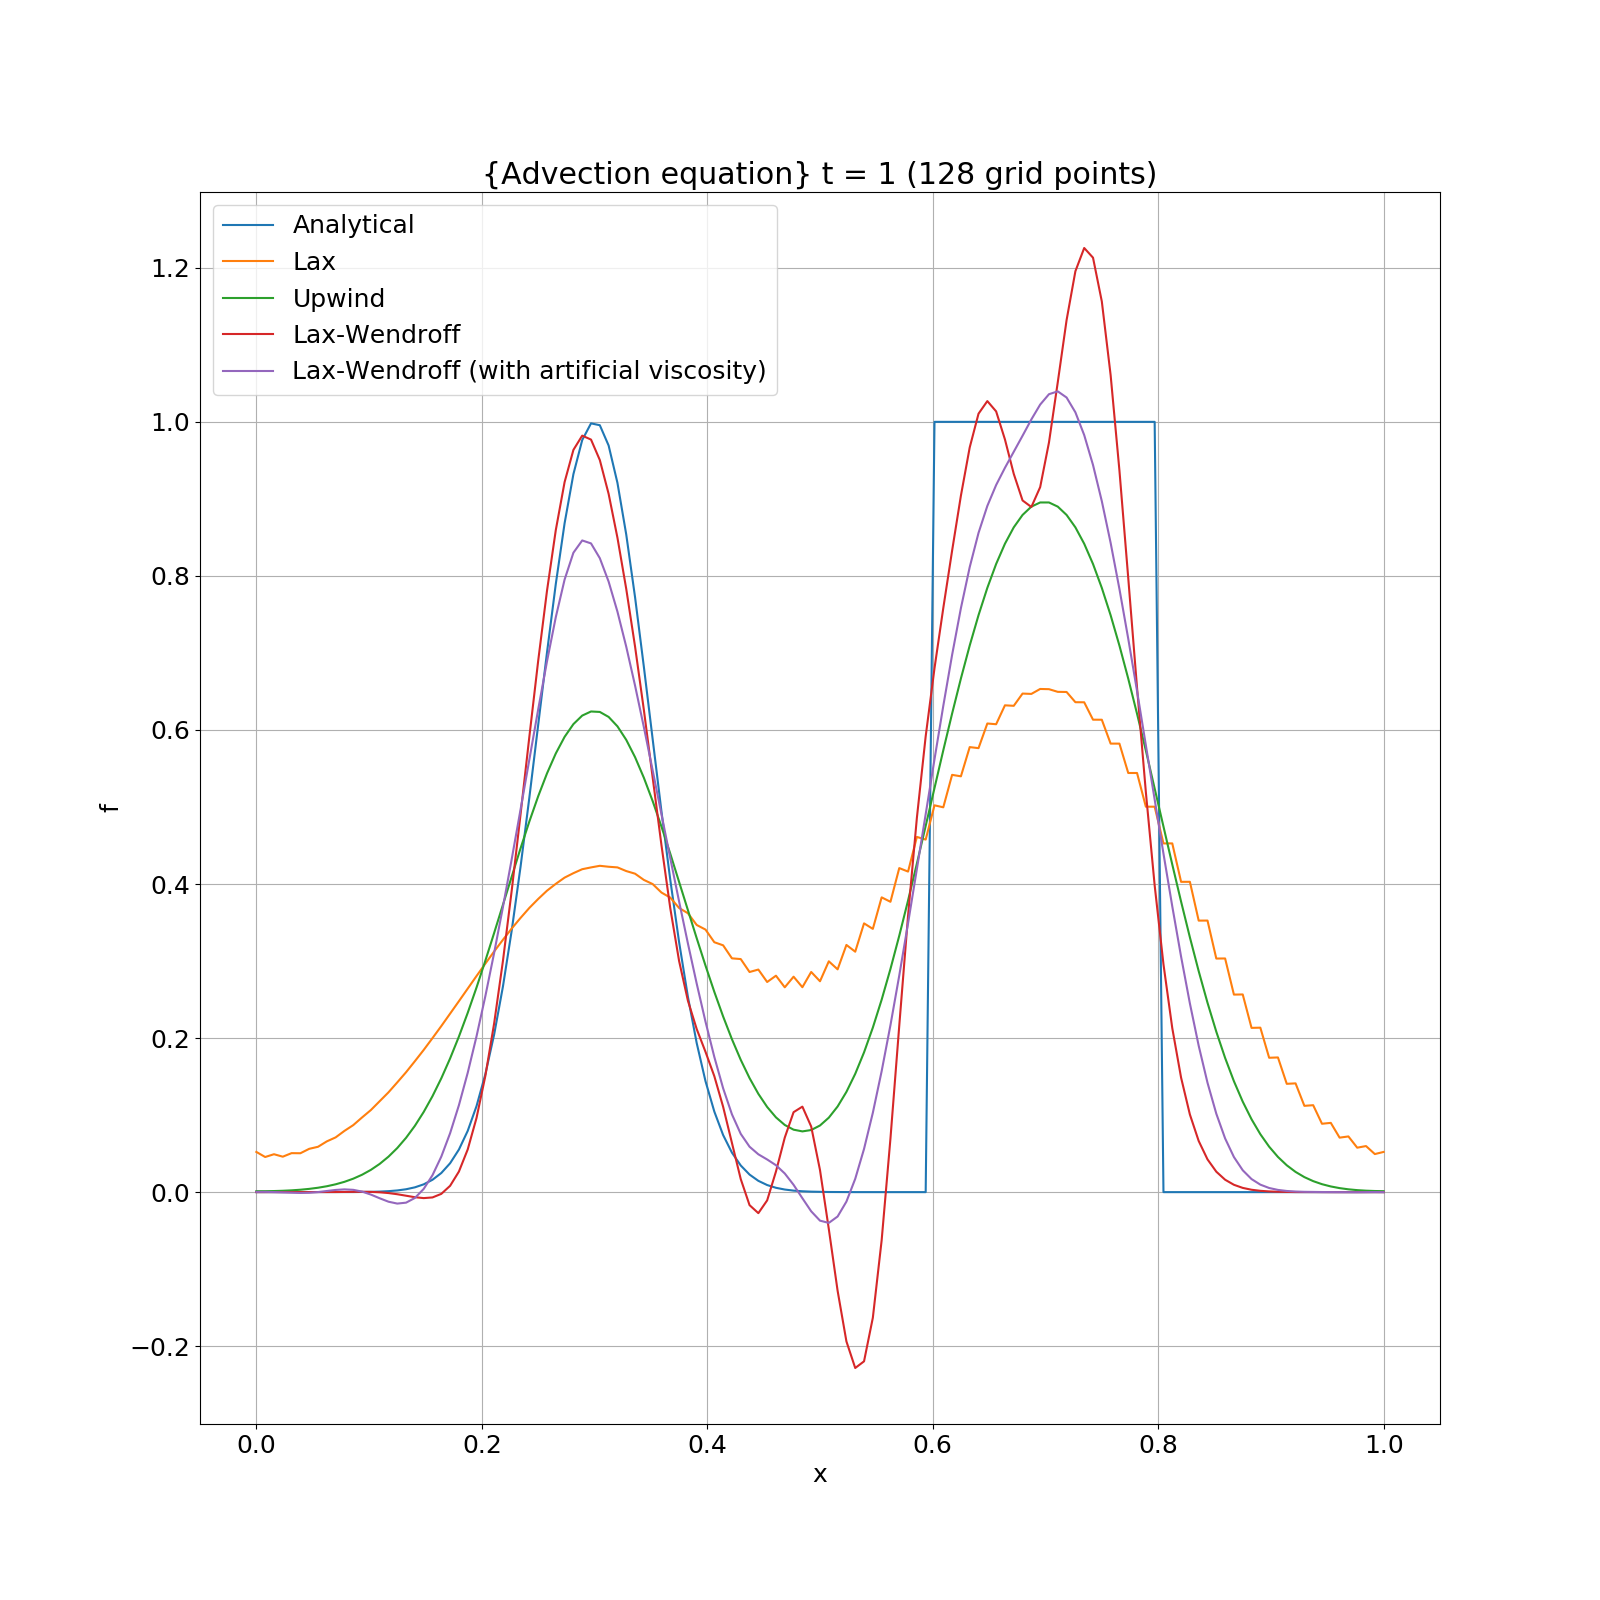 {Advection equation} t = 1 (128 grid points)
Analytical
Lax
Upwind
Lax-Wendroff
Lax-Wendroff (with artificial viscosity)
1.2
1.0
0.8
0.6
0.4
0.2
0.0
−0.2
f
0.0 0.2 0.4 0.6 0.8 1.0
x